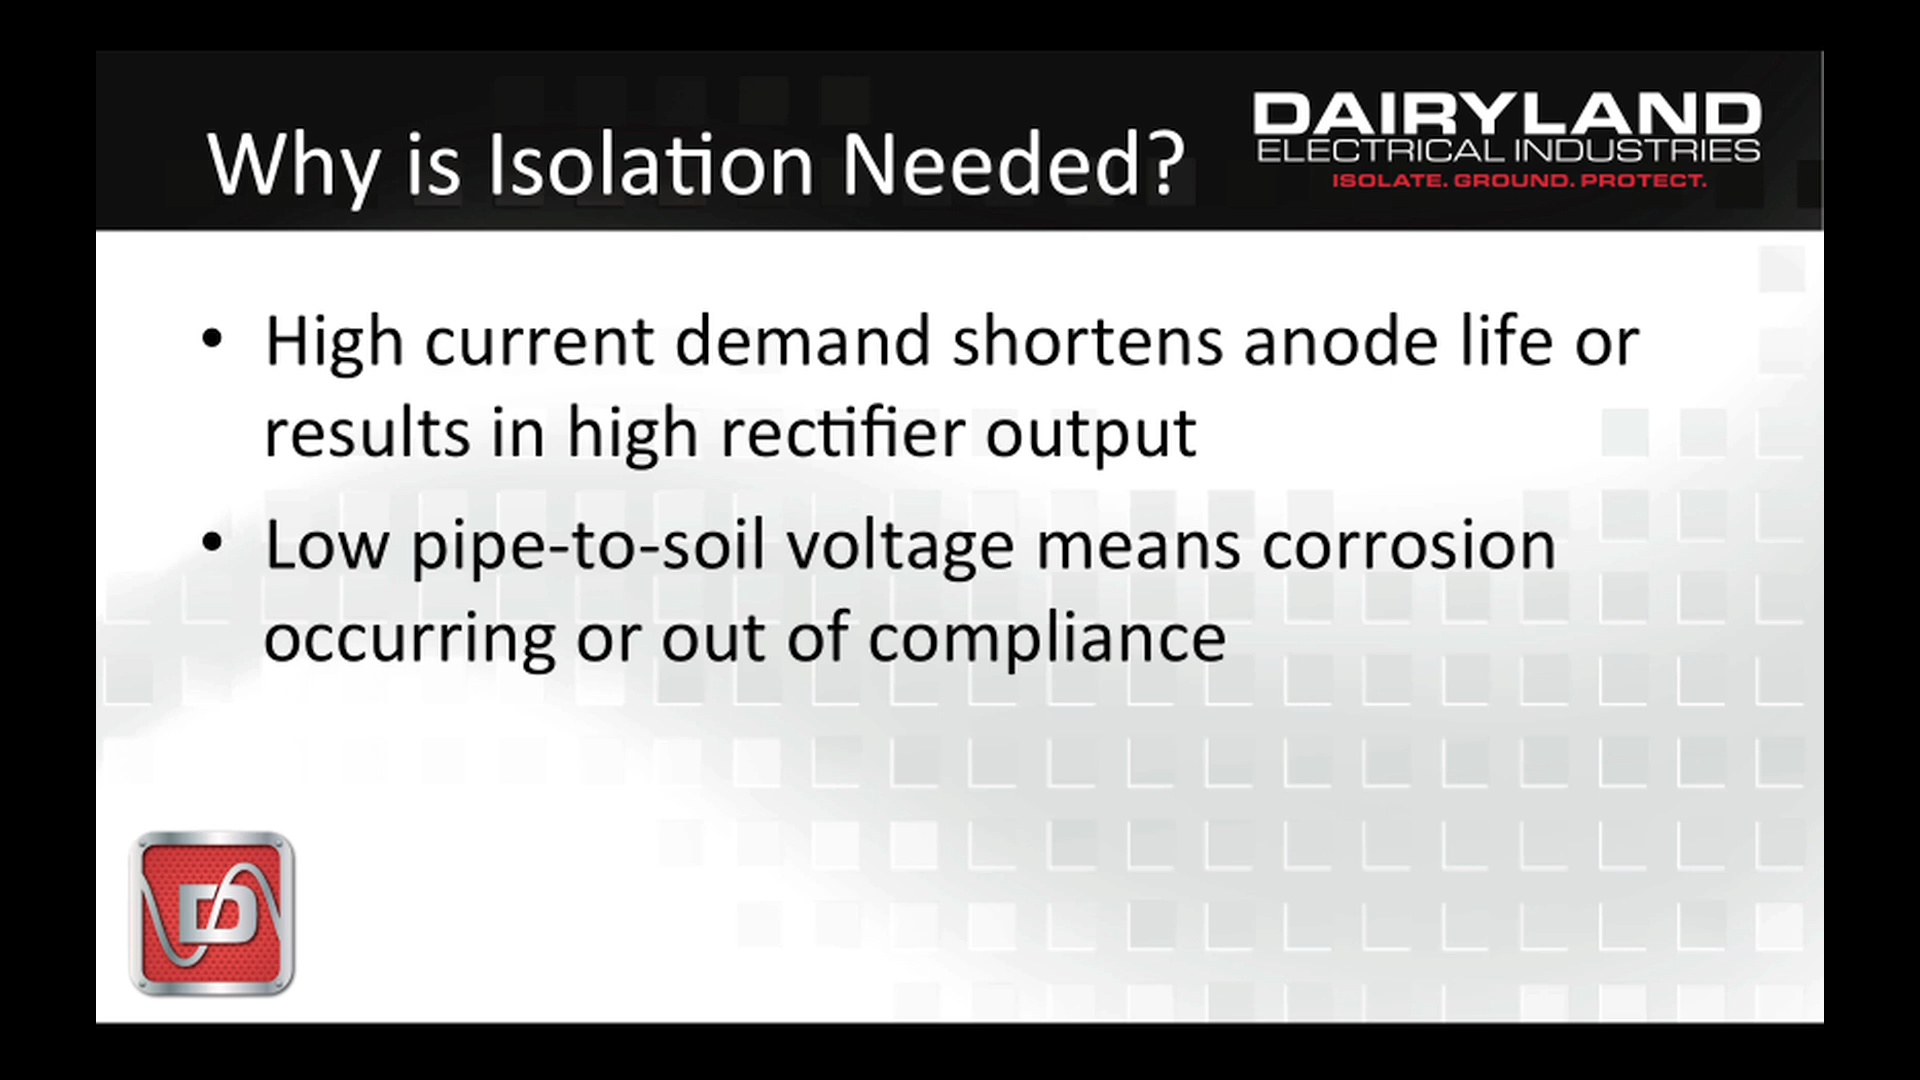 Why is Isolation Needed?
DAIRYLAND
ELECTRICAL INDUSTRIES
ISOLATE. GROUND. PROTECT.
• High current demand shortens anode life or
results in high rectifier output
• Low pipe-to-soil voltage means corrosion
occurring or out of compliance
D